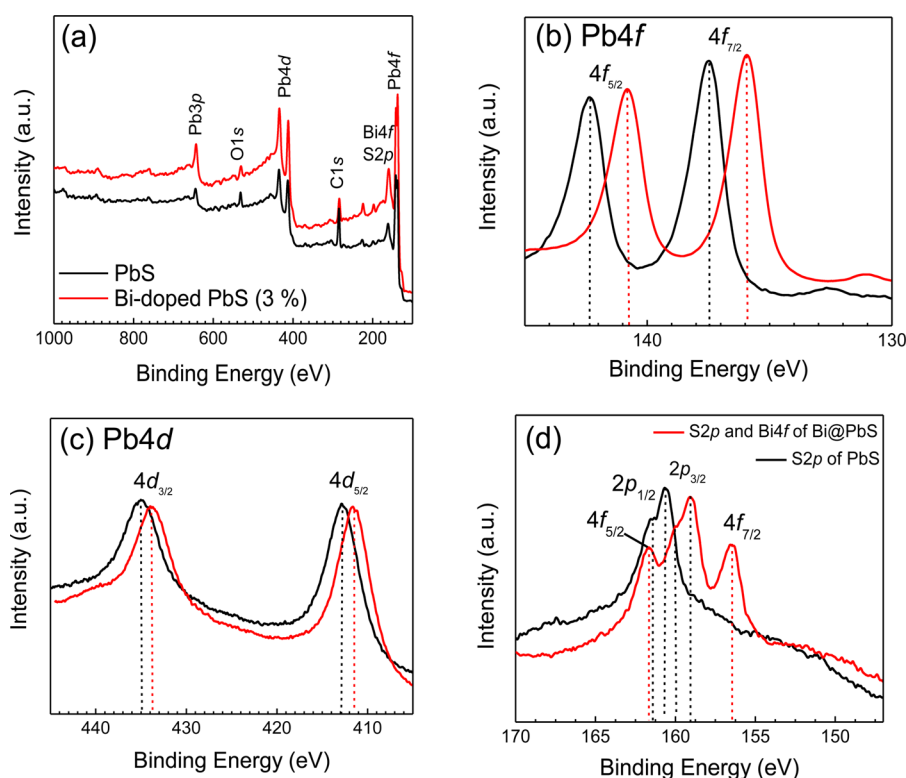 (a)
Pb3p
O1s
Pb4d
C1s
Bi4f
S2p
Pb4f
PbS
Bi-doped PbS (3 %)
Intensity (a.u.)
1000 800 600 400 200
Binding Energy (eV)
(b) Pb4f
4f5/2
4f7/2
Intensity (a.u.)
140 130
Binding Energy (eV)
(c) Pb4d
4d3/2
4d5/2
Intensity (a.u.)
440 430 420 410
Binding Energy (eV)
(d)
S2p and Bi4f of Bi@PbS
S2p of PbS
2p1/2
2p3/2
4f5/2
4f7/2
Intensity (a.u.)
170 165 160 155 150
Binding Energy (eV)